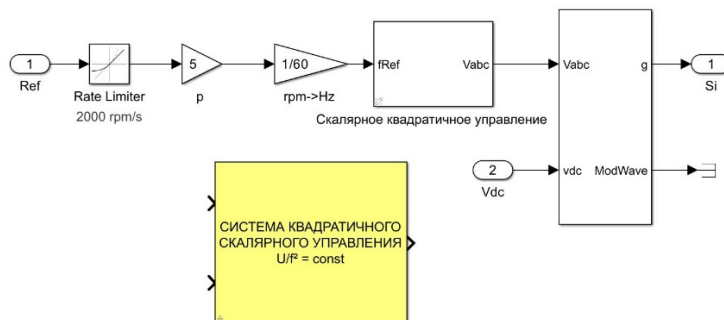 1
Ref
Rate Limiter
2000 rpm/s
5
p
1/60
rpm->Hz
fRef
Vabc
Скалярное квадратичное управление
Vabc
g
1
Si
2
Vdc
vdc
ModWave
СИСТЕМА КВАДРАТИЧНОГО
СКАЛЯРНОГО УПРАВЛЕНИЯ
U/f² = const